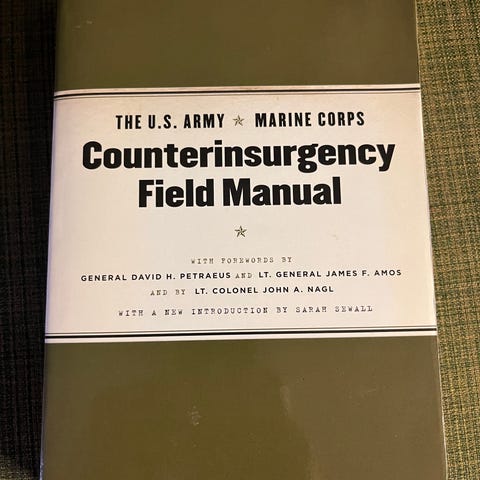 THE U.S. ARMY ☆ MARINE CORPS
Counterinsurgency
Field Manual
WITH FOREWORDS BY
GENERAL DAVID H. PETRAEUS AND LT. GENERAL JAMES F. AMOS
AND BY LT. COLONEL JOHN A. NAGL
WITH A NEW INTRODUCTION BY SARAH SEWALL